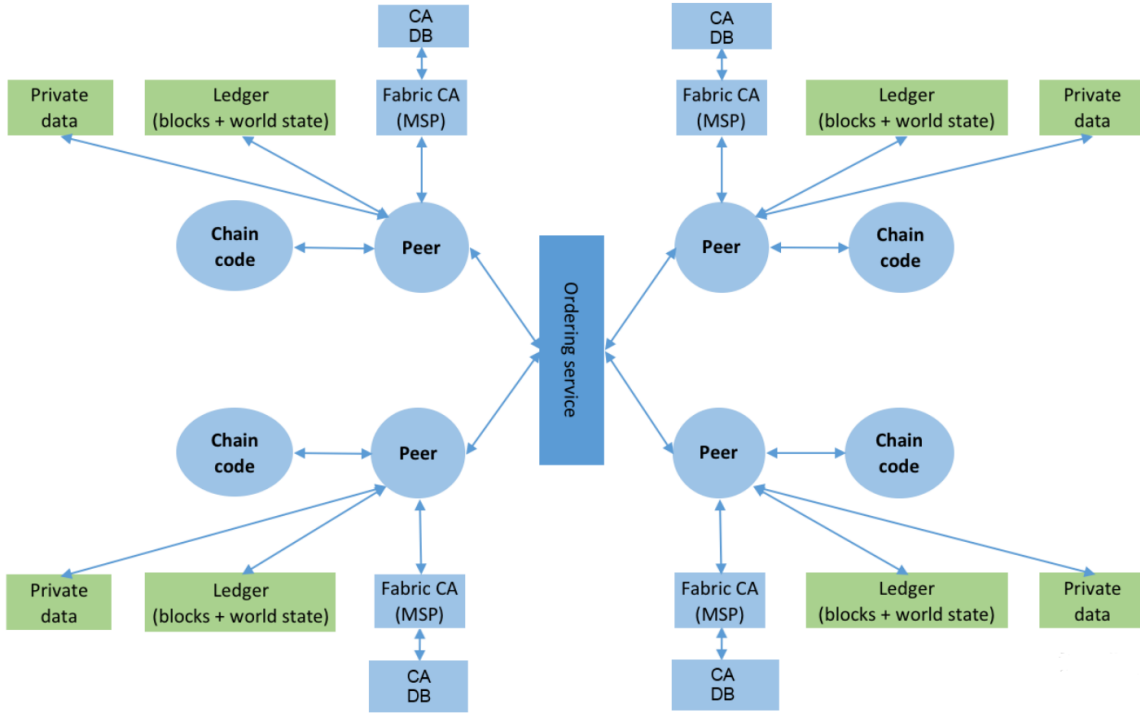 CA
DB
CA
DB
Private
data
Ledger
(blocks + world state)
Fabric CA
(MSP)
Fabric CA
(MSP)
Ledger
(blocks + world state)
Private
data
Chain
code
Peer
Peer
Chain
code
Ordering service
Chain
code
Peer
Peer
Chain
code
Private
data
Ledger
(blocks + world state)
Fabric CA
(MSP)
Fabric CA
(MSP)
Ledger
(blocks + world state)
Private
data
CA
DB
CA
DB